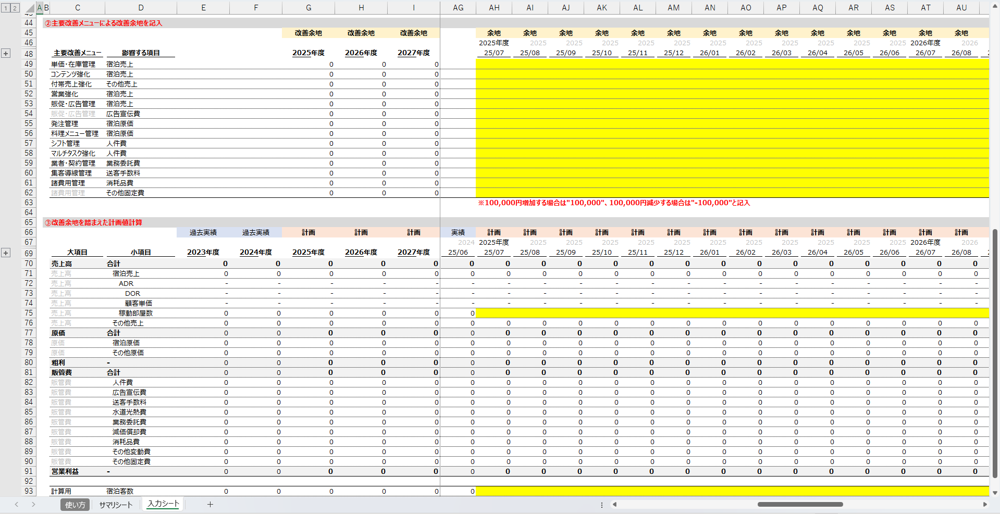 1 2 A B C D E F G H I AG AH AI AJ AK AL AM AN AO AP AQ AR AS AT AU
44 ②主要改善メニューによる改善余地を記入
45 改善余地 改善余地 改善余地 余地 余地 余地 余地 余地 余地 余地 余地 余地 余地 余地 余地 余地 余地
46 2025年度 2025 2025 2025 2025 2025 2025 2025 2025 2025 2025 2025 2026年度 2026
48 主要改善メニュー 影響する項目 2025年度 2026年度 2027年度 25/07 25/08 25/09 25/10 25/11 25/12 26/01 26/02 26/03 26/04 26/05 26/06 26/07 26/08
49 単価・在庫管理 宿泊売上 0 0 0
50 コンテンツ強化 宿泊売上 0 0 0
51 付帯売上強化 その他売上 0 0 0
52 営業強化 宿泊売上 0 0 0
53 販促・広告管理 宿泊売上 0 0 0
54 販促・広告管理 広告宣伝費 0 0 0
55 発注管理 宿泊原価 0 0 0
56 料理メニュー管理 宿泊原価 0 0 0
57 シフト管理 人件費 0 0 0
58 マルチタスク強化 人件費 0 0 0
59 業者・契約管理 業務委託費 0 0 0
60 集客導線管理 送客手数料 0 0 0
61 諸費用管理 消耗品費 0 0 0
62 諸費用管理 その他固定費 0 0 0
63 ※100,000円増加する場合は"100,000"、100,000円減少する場合は"-100,000"と記入
64
65 ③改善余地を踏まえた計画値計算
66 過去実績 過去実績 計画 計画 計画 実績 計画 計画 計画 計画 計画 計画 計画 計画 計画 計画 計画 計画 計画 計画
67 2024 2025年度 2025 2025 2025 2025 2025 2025 2025 2025 2025 2025 2025 2026年度 2026
69 大項目 小項目 2023年度 2024年度 2025年度 2026年度 2027年度 25/06 25/07 25/08 25/09 25/10 25/11 25/12 26/01 26/02 26/03 26/04 26/05 26/06 26/07 26/08
70 売上高 合計 0 0 0 0 0 0 0 0 0 0 0 0 0 0 0 0 0 0 0 0
71 売上高 宿泊売上 0 0 0 0 0 0 0 0 0 0 0 0 0 0 0 0 0 0 0 0
72 売上高 ADR - - - - - - - - - - - - - - - - - - - -
73 売上高 DOR - - - - - - - - - - - - - - - - - - - -
74 売上高 顧客単価 - - - - - - - - - - - - - - - - - - - -
75 売上高 稼動部屋数 0 0 0 0 0 0
76 売上高 その他売上 0 0 0 0 0 0 0 0 0 0 0 0 0 0 0 0 0 0 0 0
77 原価 合計 0 0 0 0 0 0 0 0 0 0 0 0 0 0 0 0 0 0 0 0
78 原価 宿泊原価 0 0 0 0 0 0 0 0 0 0 0 0 0 0 0 0 0 0 0 0
79 原価 その他原価 0 0 0 0 0 0 0 0 0 0 0 0 0 0 0 0 0 0 0 0
80 粗利 - 0 0 0 0 0 0 0 0 0 0 0 0 0 0 0 0 0 0 0 0
81 販管費 合計 0 0 0 0 0 0 0 0 0 0 0 0 0 0 0 0 0 0 0 0
82 販管費 人件費 0 0 0 0 0 0 0 0 0 0 0 0 0 0 0 0 0 0 0 0
83 販管費 広告宣伝費 0 0 0 0 0 0 0 0 0 0 0 0 0 0 0 0 0 0 0 0
84 販管費 送客手数料 0 0 0 0 0 0 0 0 0 0 0 0 0 0 0 0 0 0 0 0
85 販管費 水道光熱費 0 0 0 0 0 0 0 0 0 0 0 0 0 0 0 0 0 0 0 0
86 販管費 業務委託費 0 0 0 0 0 0 0 0 0 0 0 0 0 0 0 0 0 0 0 0
87 販管費 減価償却費 0 0 0 0 0 0 0 0 0 0 0 0 0 0 0 0 0 0 0 0
88 販管費 消耗品費 0 0 0 0 0 0 0 0 0 0 0 0 0 0 0 0 0 0 0 0
89 販管費 その他変動費 0 0 0 0 0 0 0 0 0 0 0 0 0 0 0 0 0 0 0 0
90 販管費 その他固定費 0 0 0 0 0 0 0 0 0 0 0 0 0 0 0 0 0 0 0 0
91 営業利益 - 0 0 0 0 0 0 0 0 0 0 0 0 0 0 0 0 0 0 0 0
92
93 計算用 宿泊客数 0 0 0 0 0 0
使い方 サマリシート 入力シート